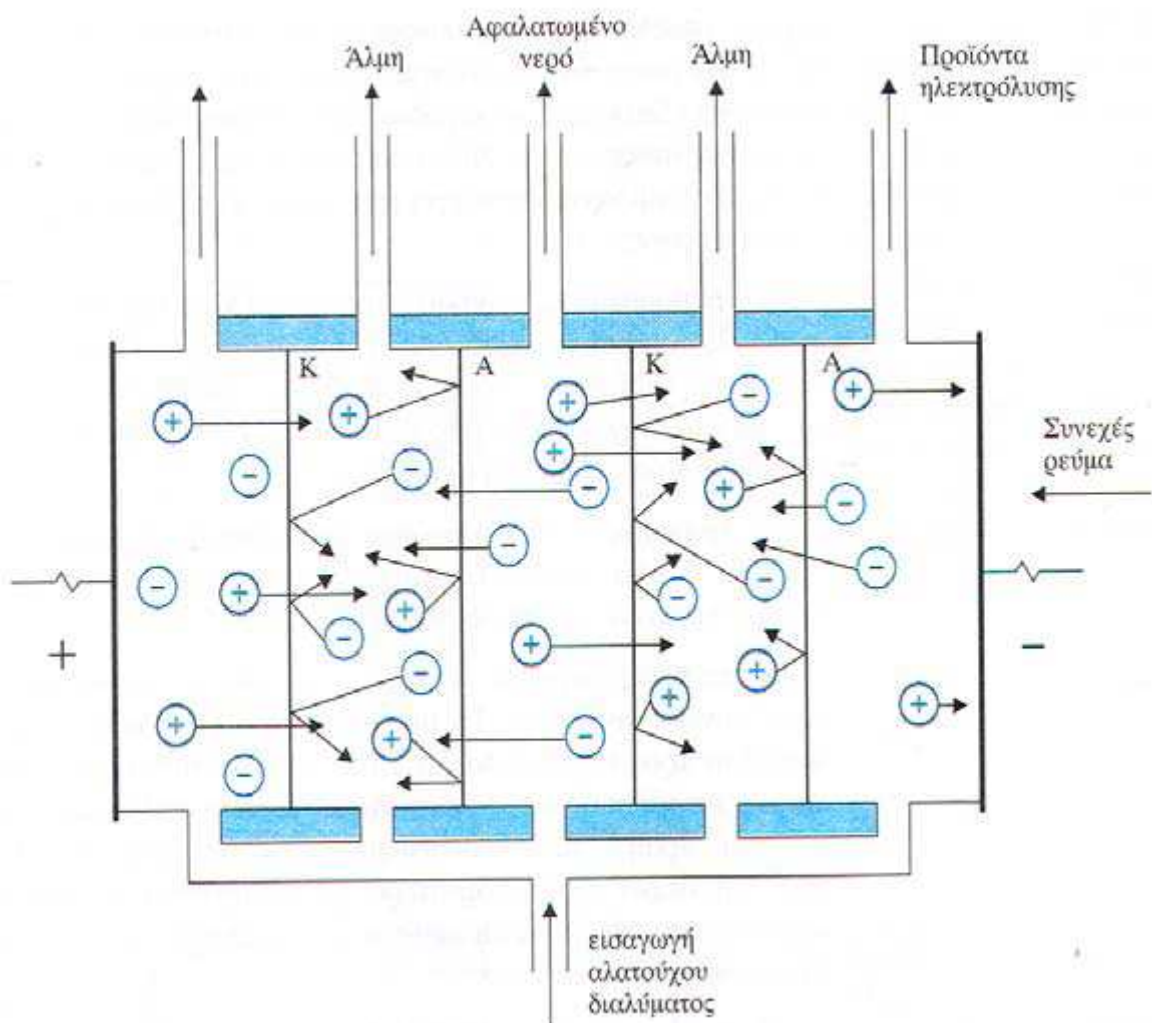 Άλμη
Αφαλατωμένο
νερό
Άλμη
Προϊόντα
ηλεκτρόλυσης
Κ
Α
Κ
Α
Συνεχές
ρεύμα
+
−
εισαγωγή
αλατούχου
διαλύματος